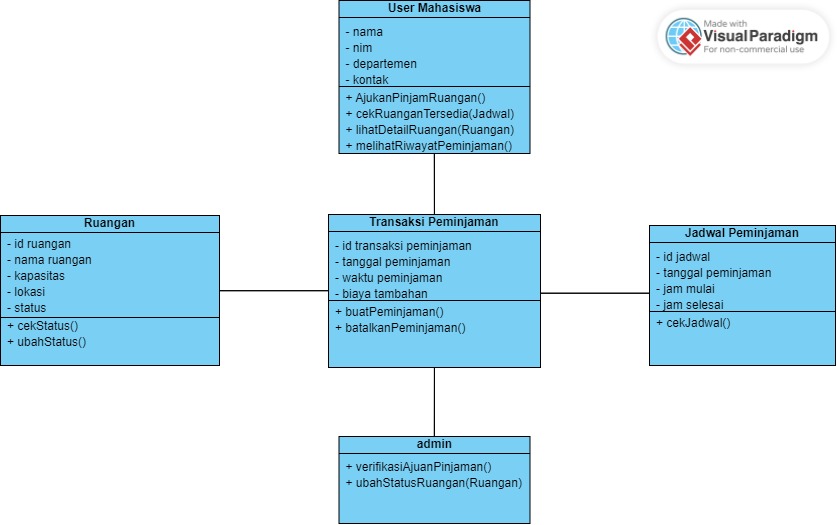 User Mahasiswa
- nama
- nim
- departemen
- kontak
+ AjukanPinjamRuangan()
+ cekRuanganTersedia(Jadwal)
+ lihatDetailRuangan(Ruangan)
+ melihatRiwayatPeminjaman()
Made with
VisualParadigm
For non-commercial use
Ruangan
- id ruangan
- nama ruangan
- kapasitas
- lokasi
- status
+ cekStatus()
+ ubahStatus()
Transaksi Peminjaman
- id transaksi peminjaman
- tanggal peminjaman
- waktu peminjaman
- biaya tambahan
+ buatPeminjaman()
+ batalkanPeminjaman()
Jadwal Peminjaman
- id jadwal
- tanggal peminjaman
- jam mulai
- jam selesai
+ cekJadwal()
admin
+ verifikasiAjuanPinjaman()
+ ubahStatusRuangan(Ruangan)